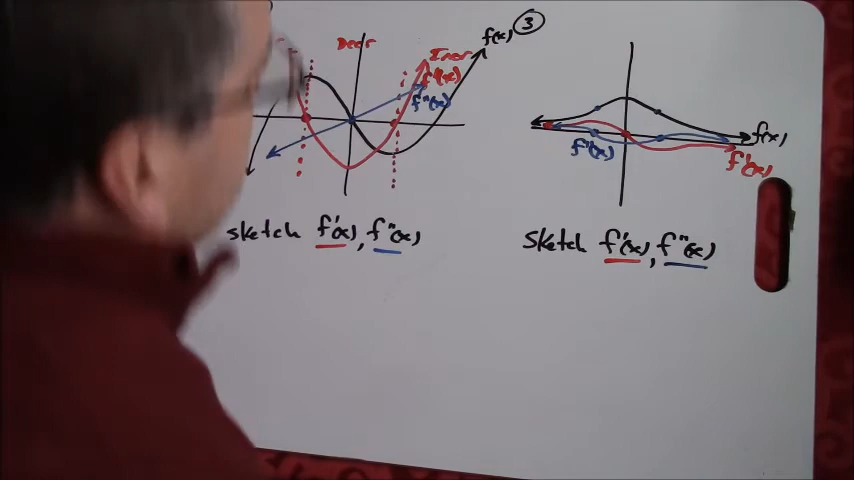 3
Decr
Incr
f(x)
f'(x)
f"(x)
f(x)
f"(x)
f'(x)
sketch f'(x), f"(x)
sketch f'(x), f"(x)